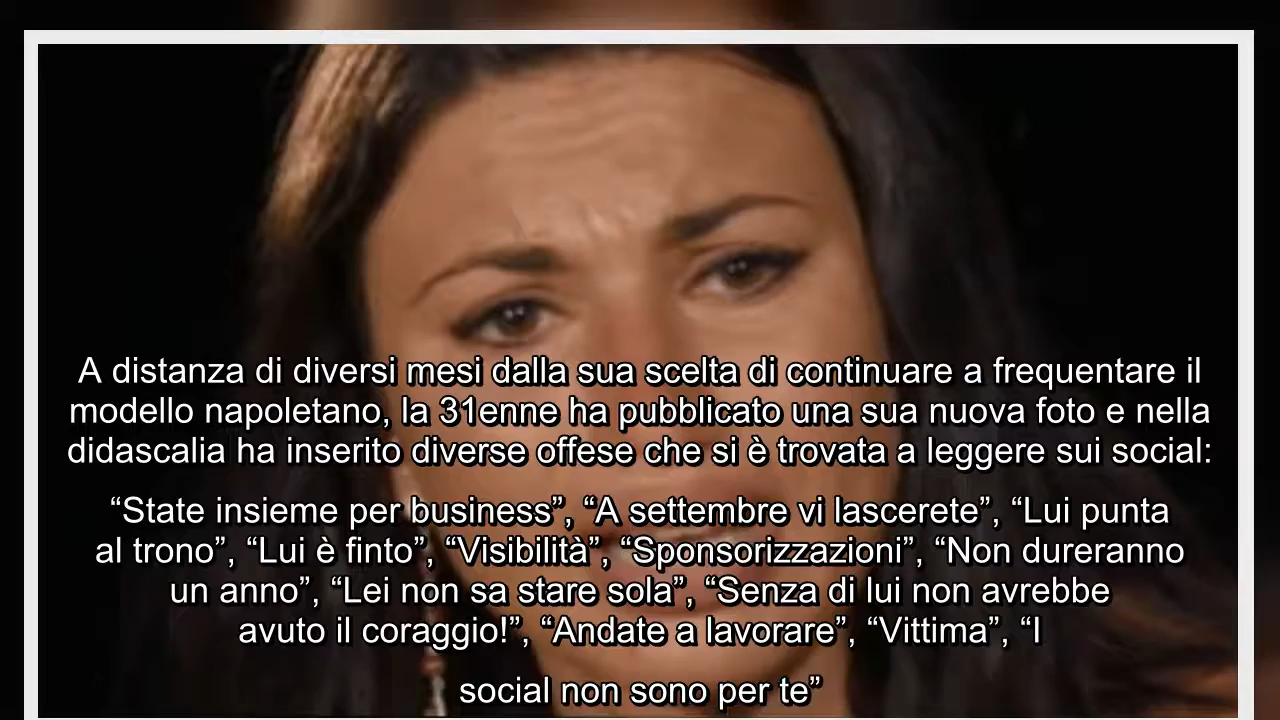 A distanza di diversi mesi dalla sua scelta di continuare a frequentare il
modello napoletano, la 31enne ha pubblicato una sua nuova foto e nella
didascalia ha inserito diverse offese che si è trovata a leggere sui social:
“State insieme per business”, “A settembre vi lascerete”, “Lui punta
al trono”, “Lui è finto”, “Visibilità”, “Sponsorizzazioni”, “Non dureranno
un anno”, “Lei non sa stare sola”, “Senza di lui non avrebbe
avuto il coraggio!”, “Andate a lavorare”, “Vittima”, “I
social non sono per te”